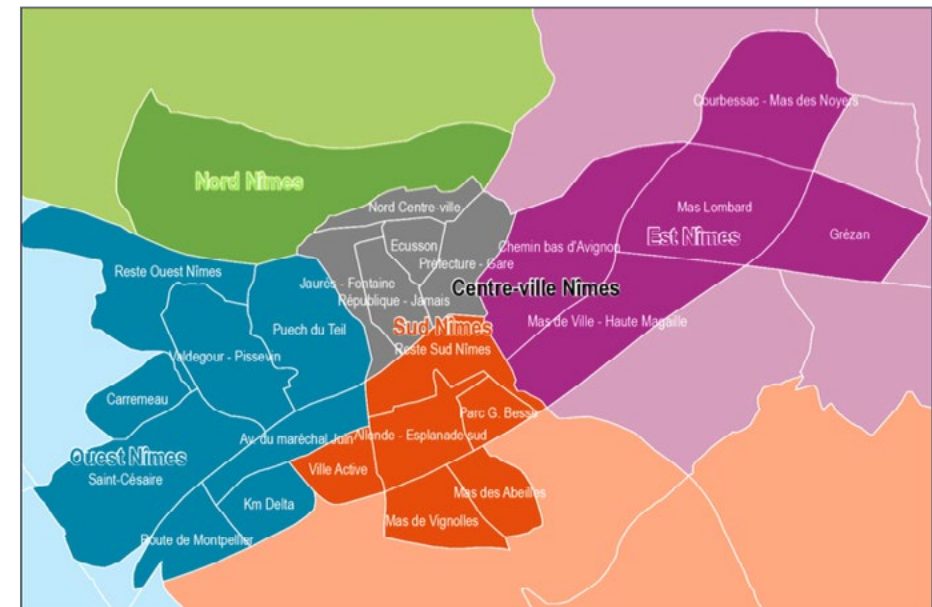 Courbessac - Mas des Noyers
Nord Nîmes
Nord Centre-ville
Mas Lombard
Ecusson
Est Nîmes
Grézan
Chemin bas d'Avignon
Préfecture - Gare
Reste Ouest Nîmes
Jaurès - Fontaine
Centre-ville Nîmes
République - Jamais
Mas de Ville - Haute Magaille
Puech du Teil
Sud Nîmes
Reste Sud Nîmes
Valdegour - Pissevin
Carremeau
Parc G. Besse
Av. du maréchal Juin
Allende - Esplanade sud
Ouest Nîmes
Ville Active
Saint-Césaire
Mas des Abeilles
Km Delta
Mas de Vignolles
Route de Montpellier